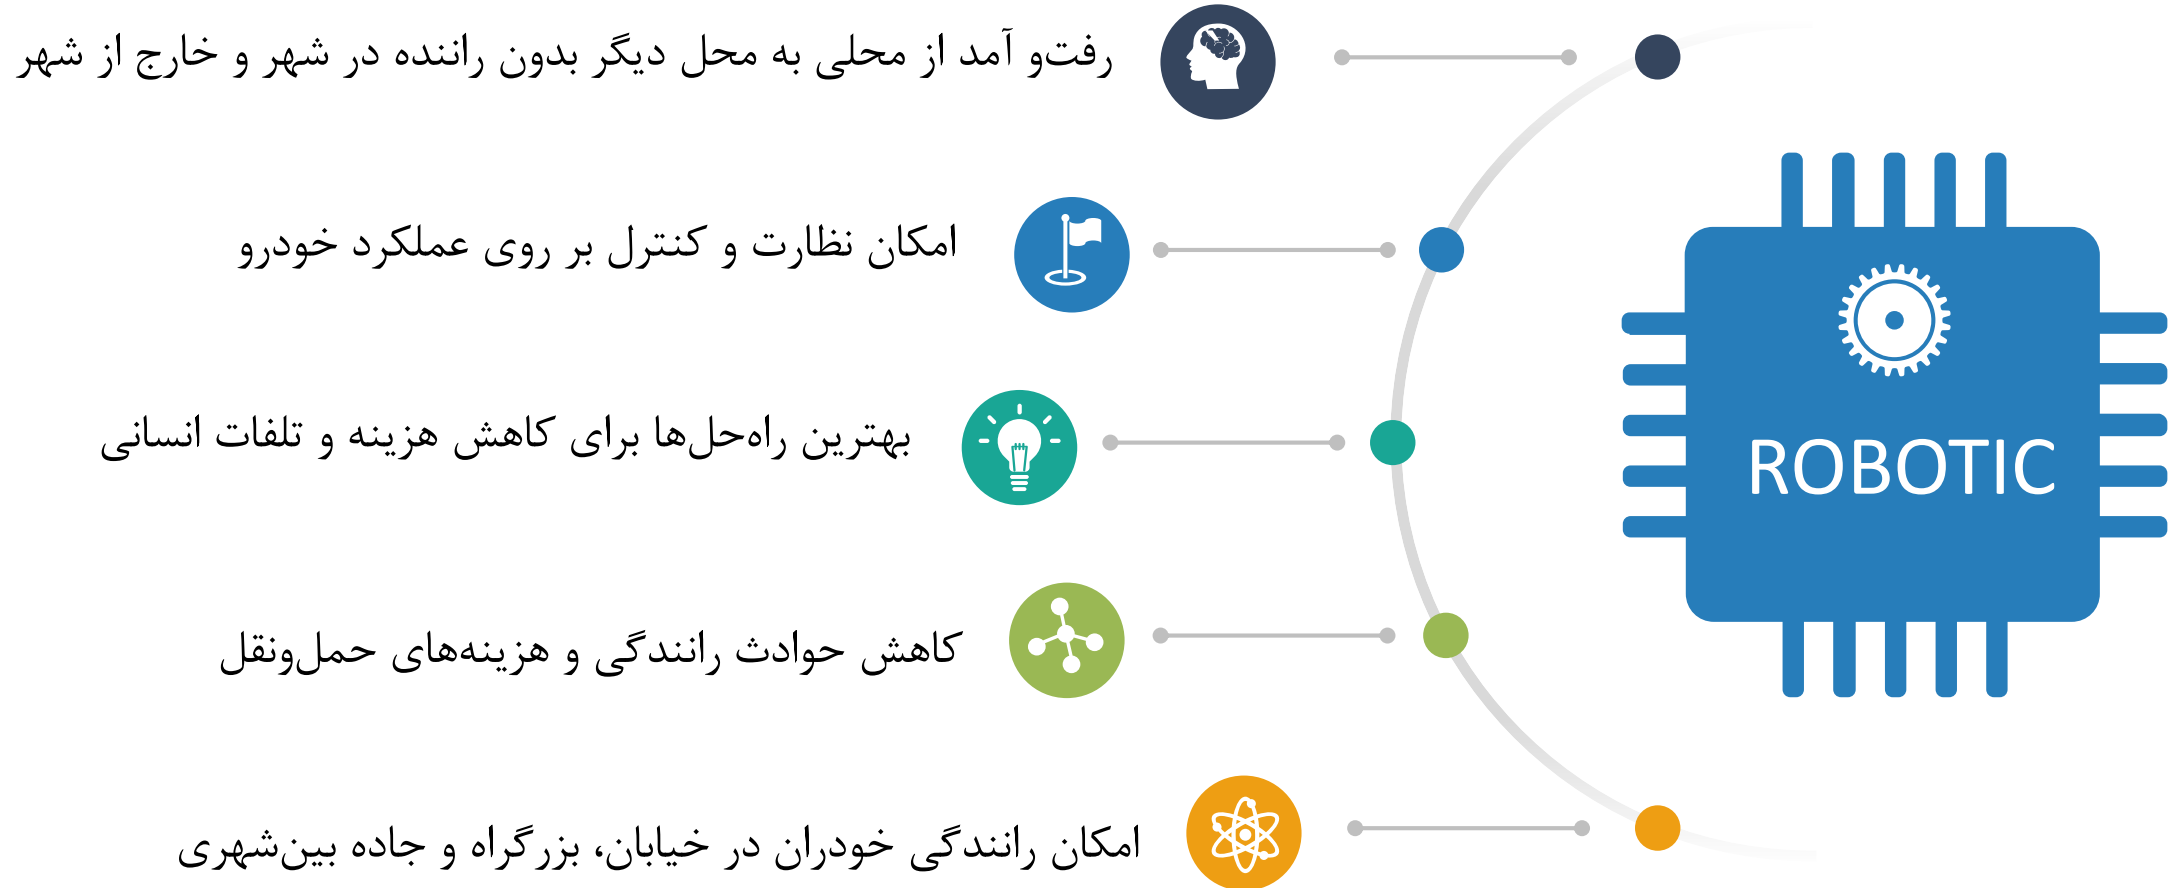 رفت‌و آمد از محلی به محل دیگر بدون راننده در شهر و خارج از شهر
امکان نظارت و کنترل بر روی عملکرد خودرو
بهترین راه‌حل‌ها برای کاهش هزینه و تلفات انسانی
کاهش حوادث رانندگی و هزینه‌های حمل‌ونقل
امکان رانندگی خودران در خیابان، بزرگراه و جاده بین‌شهری
ROBOTIC